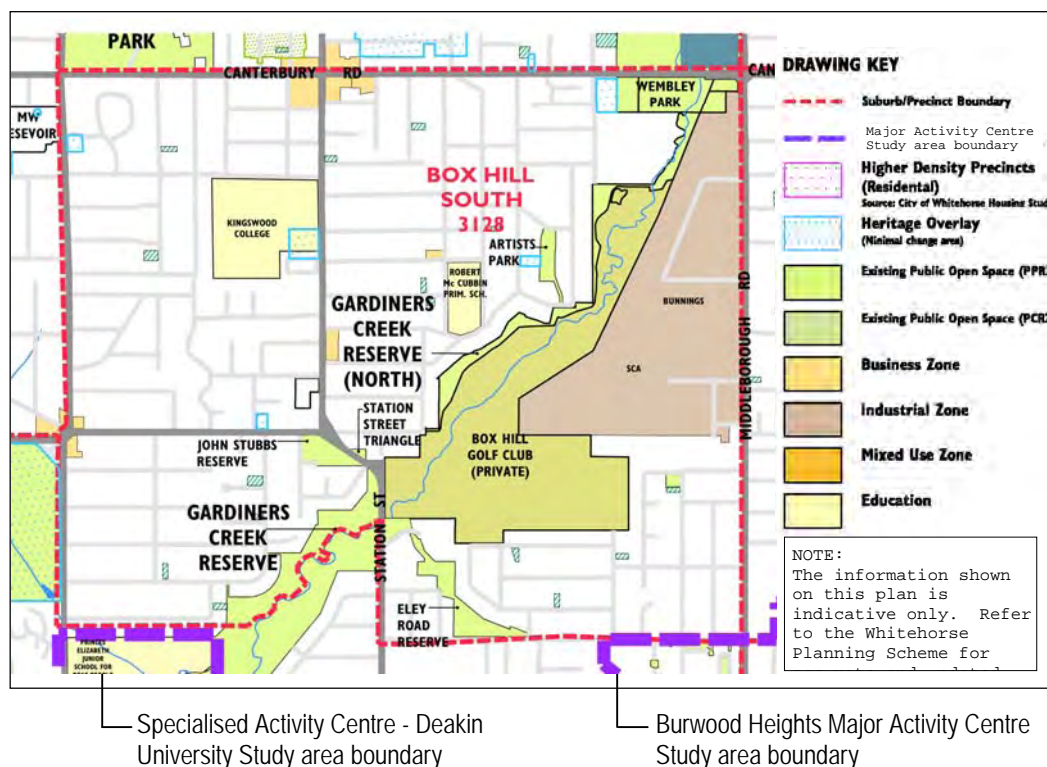 PARK
CANTERBURY RD
CAN
MW
ESEVOIR
WEMBLEY
PARK
BOX HILL
SOUTH
3128
KINGSWOOD
COLLEGE
ARTISTS
PARK
ROBERT
Mc CUBBIN
PRIM. SCH.
BUNNINGS
GARDINERS
CREEK
RESERVE
(NORTH)
SCA
MIDDLEBOROUGH RD
STATION
STREET
TRIANGLE
JOHN STUBBS
RESERVE
BOX HILL
GOLF CLUB
(PRIVATE)
GARDINERS
CREEK
RESERVE
STATION ST
ELEY
ROAD
RESERVE
PRINCES
ELIZABETH
JUNIOR
SCHOOL FOR
DRAWING KEY
Suburb/Precinct Boundary
Major Activity Centre
Study area boundary
Higher Density Precincts
(Residental)
Source: City of Whitehorse Housing Stud
Heritage Overlay
(Minimal change area)
Existing Public Open Space (PPRZ
Existing Public Open Space (PCRZ
Business Zone
Industrial Zone
Mixed Use Zone
Education
NOTE:
The information shown
on this plan is
indicative only. Refer
to the Whitehorse
Planning Scheme for
Specialised Activity Centre - Deakin
University Study area boundary
Burwood Heights Major Activity Centre
Study area boundary